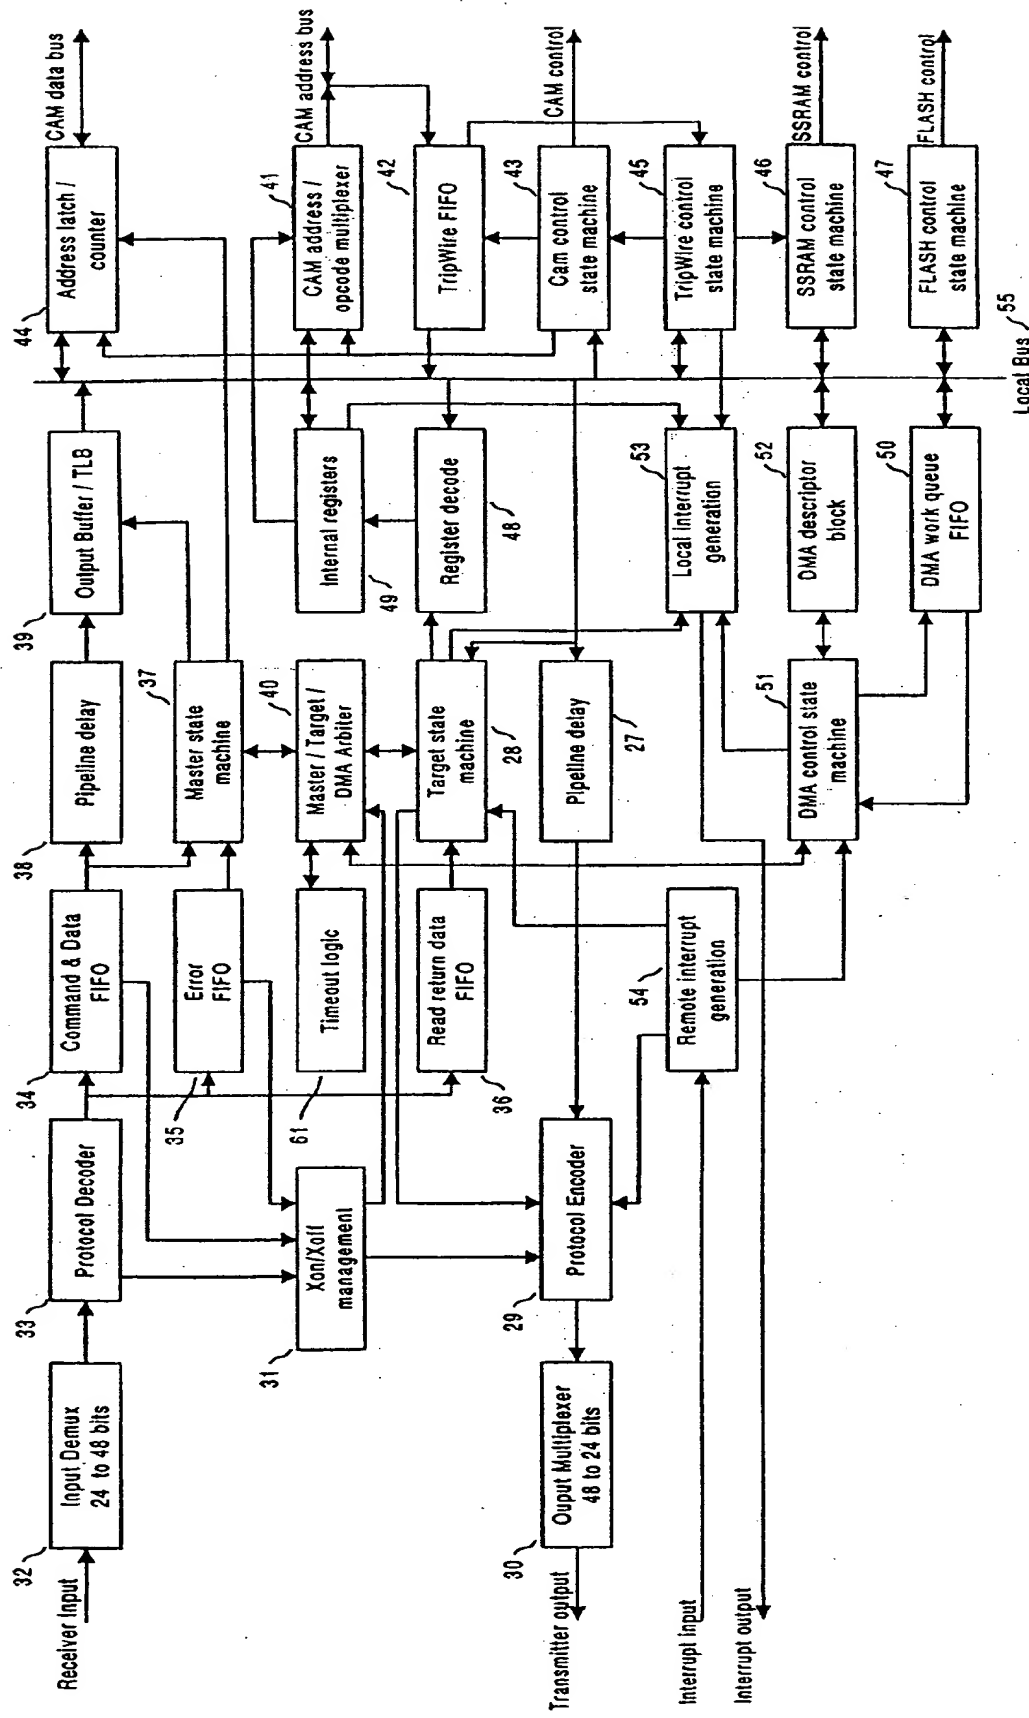 Receiver Input
32
Input Demux
24 to 48 bits
33
Protocol Decoder
34
Command & Data
FIFO
38
Pipeline delay
39
Output Buffer / TLB
44
Address latch /
counter
CAM data bus
35
Error
FIFO
37
Master state
machine
31
Xon/Xoff
management
61
Timeout logic
40
Master / Target /
DMA Arbiter
49
Internal registers
41
CAM address /
opcode multiplexer
CAM address bus
36
Read return data
FIFO
28
Target state
machine
48
Register decode
42
TripWire FIFO
Transmitter output
30
Ouput Multiplexer
48 to 24 bits
29
Protocol Encoder
27
Pipeline delay
43
Cam control
state machine
CAM control
Interrupt input
Interrupt output
54
Remote interrupt
generation
53
Local interrupt
generation
45
TripWire control
state machine
51
DMA control state
machine
52
DMA descriptor
block
46
SSRAM control
state machine
SSRAM control
50
DMA work queue
FIFO
47
FLASH control
state machine
FLASH control
Local Bus
55